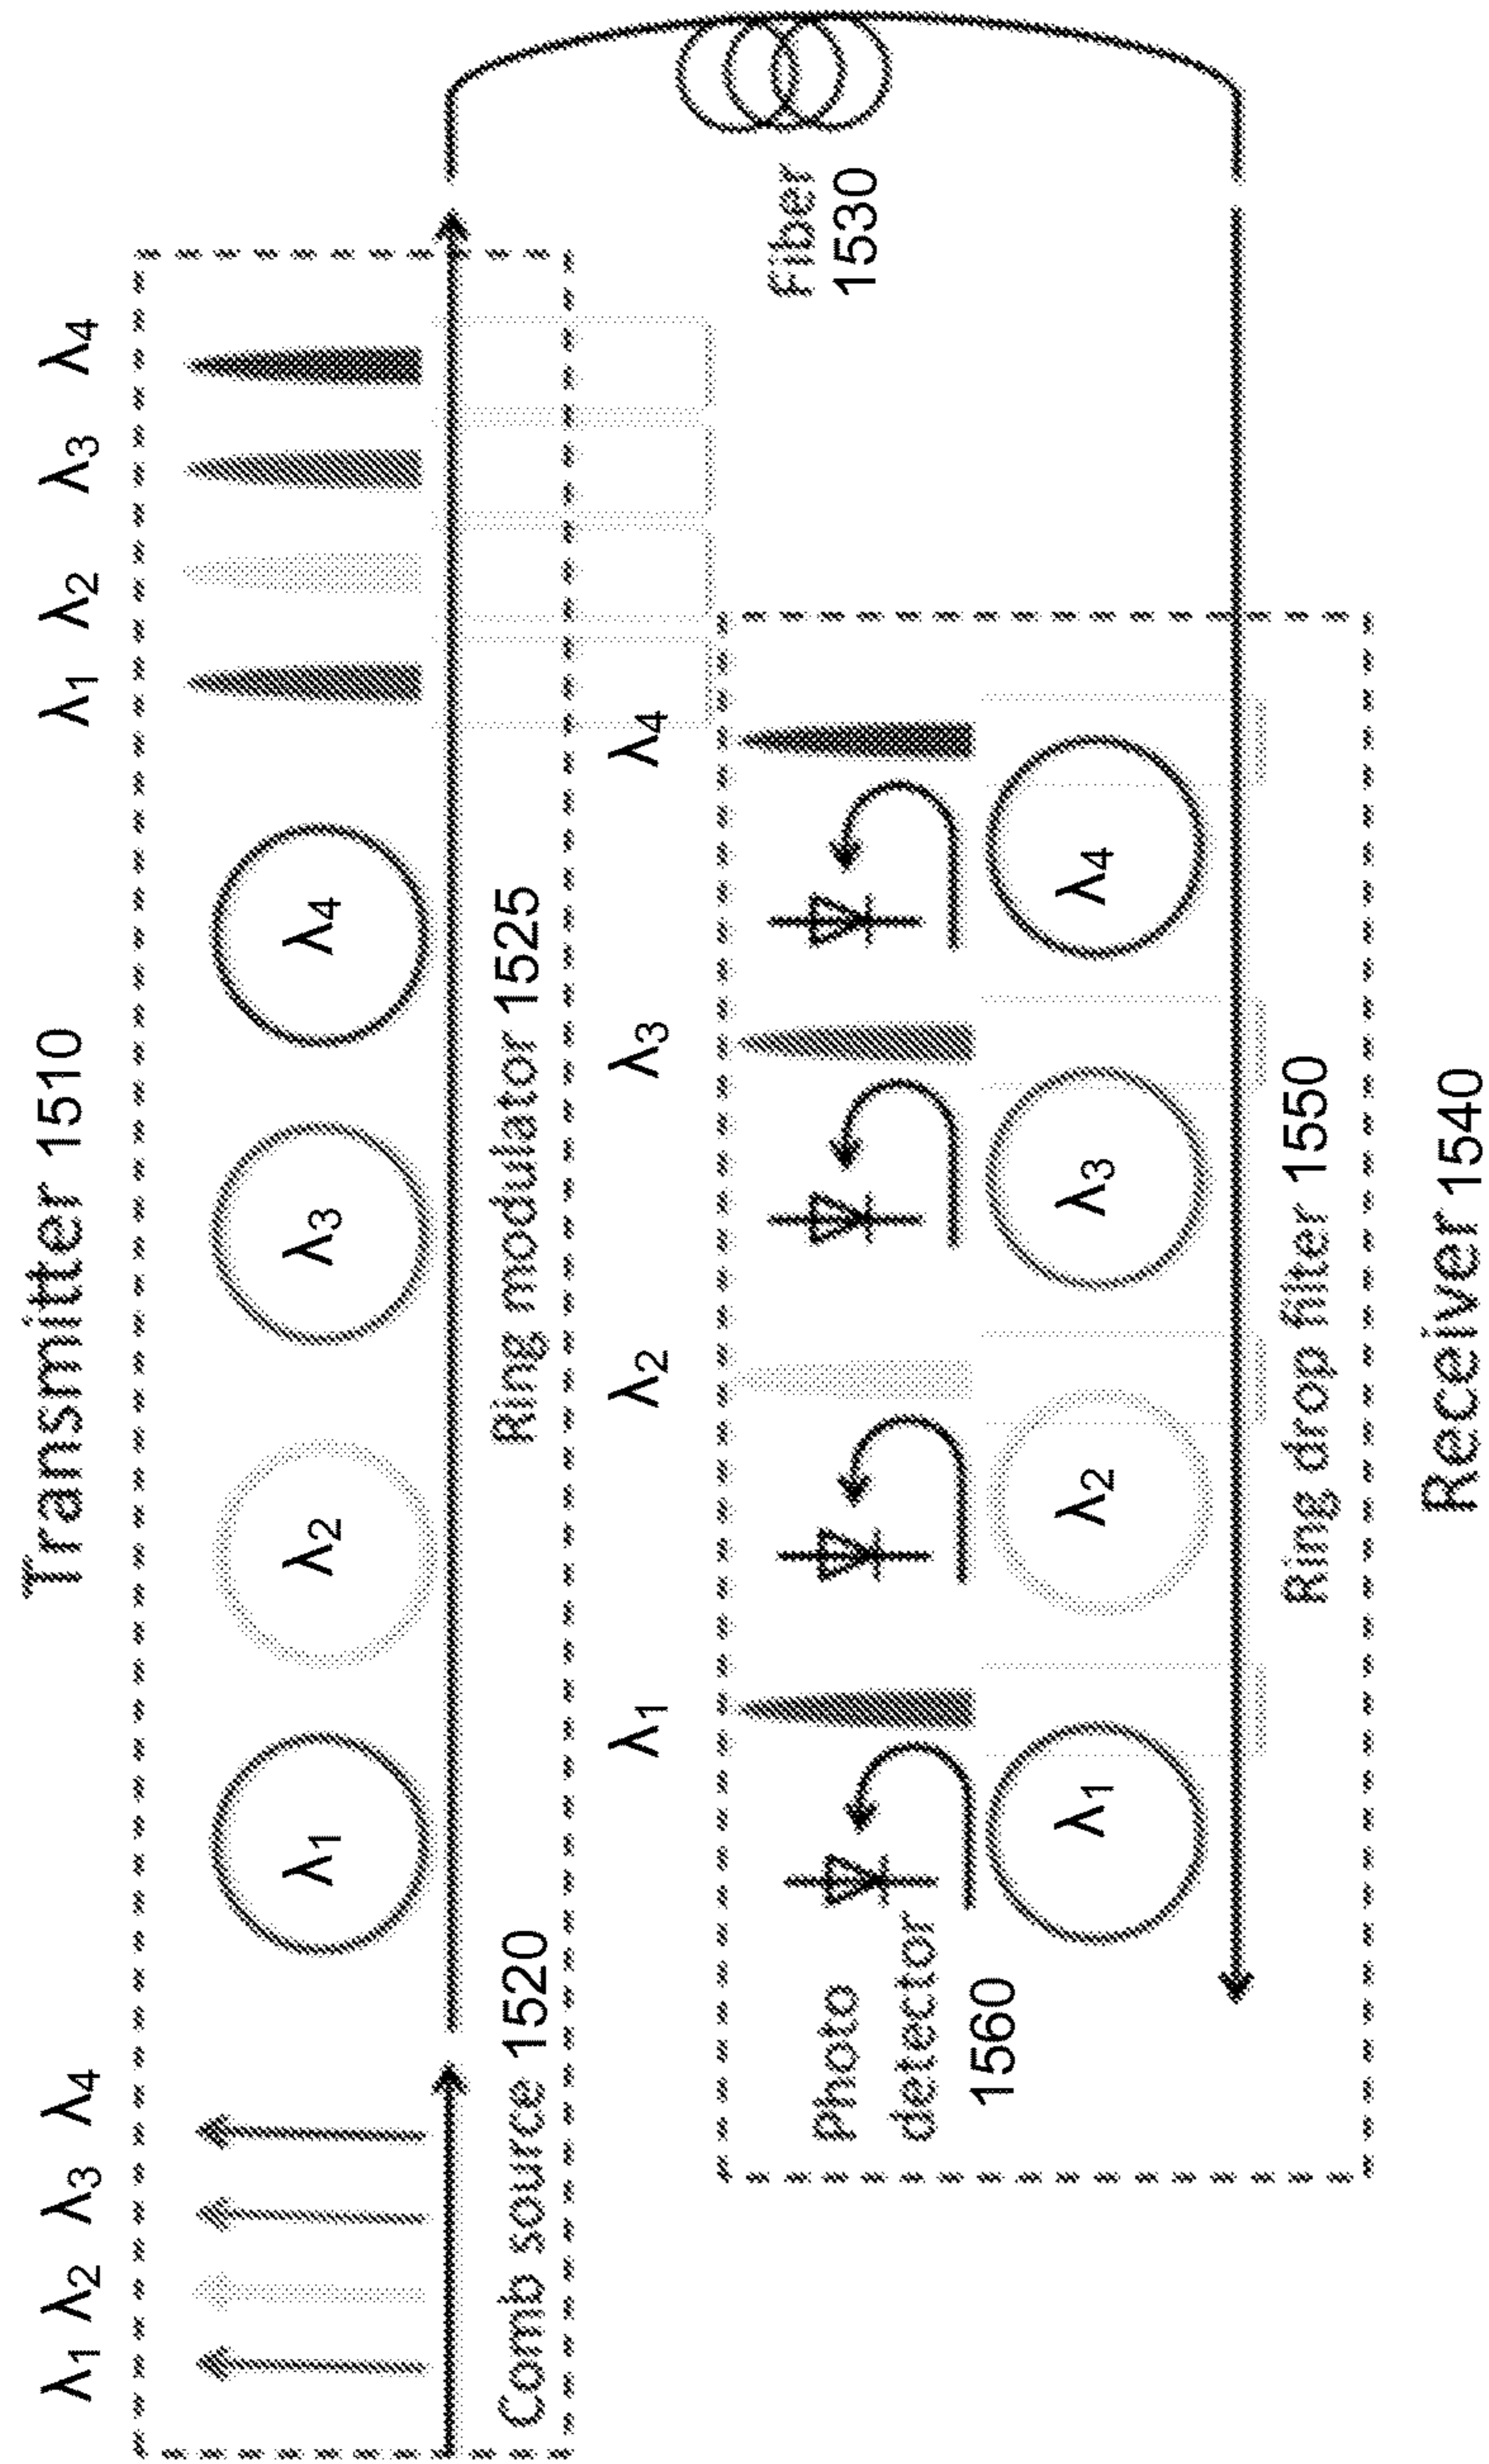 Transmitter 1510
λ1 λ2 λ3 λ4
λ1 λ2 λ3 λ4
λ1
λ2
λ3
λ4
Comb source 1520
Ring modulator 1525
Fiber
1530
λ1
λ2
λ3
λ4
Photo
detector
1560
λ1
λ2
λ3
λ4
Ring drop filter 1550
Receiver 1540